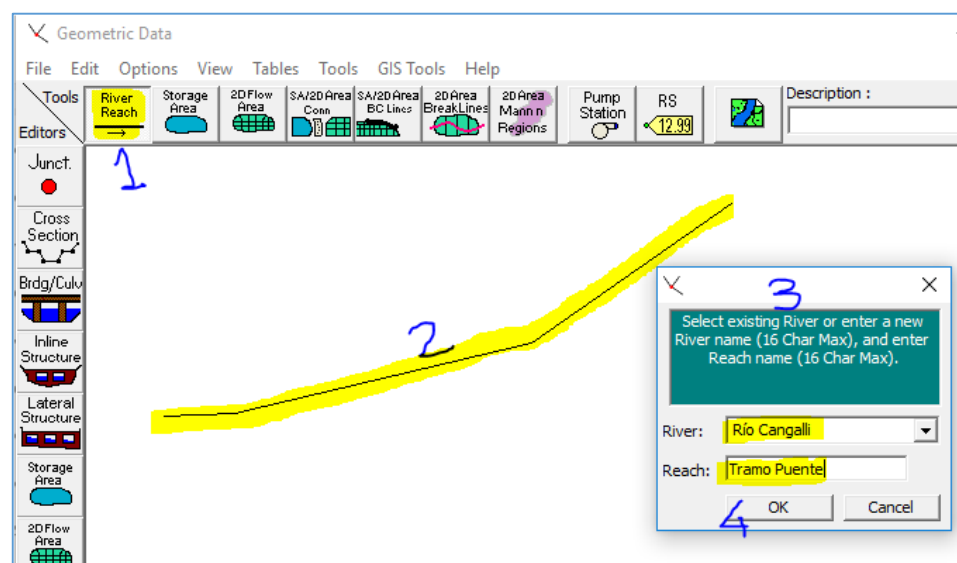 Geometric Data
File Edit Options View Tables Tools GIS Tools Help
Tools
Editors
River
Reach
Storage
Area
2D Flow
Area
SA/2D Area
Conn
SA/2D Area
BC Lines
2D Area
BreakLines
2D Area
Mann n
Regions
Pump
Station
RS
12.99
Description :
1
Junct.
Cross
Section
Brdg/Culv
Inline
Structure
Lateral
Structure
Storage
Area
2D Flow
Area
2
3
Select existing River or enter a new
River name (16 Char Max), and enter
Reach name (16 Char Max).
River: Río Cangalli
Reach: Tramo Puente
4
OK Cancel